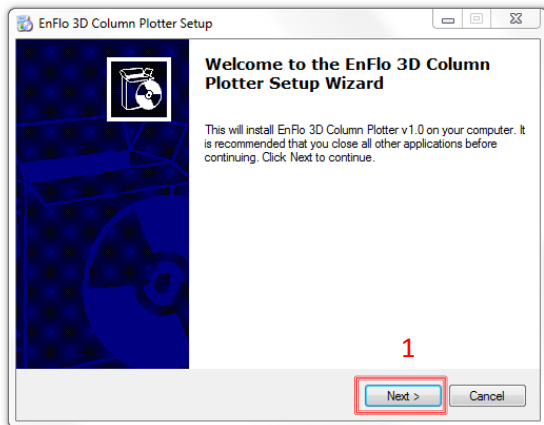 EnFlo 3D Column Plotter Setup
Welcome to the EnFlo 3D Column
Plotter Setup Wizard
This will install EnFlo 3D Column Plotter v1.0 on your computer. It
is recommended that you close all other applications before
continuing. Click Next to continue.
1
Next >
Cancel